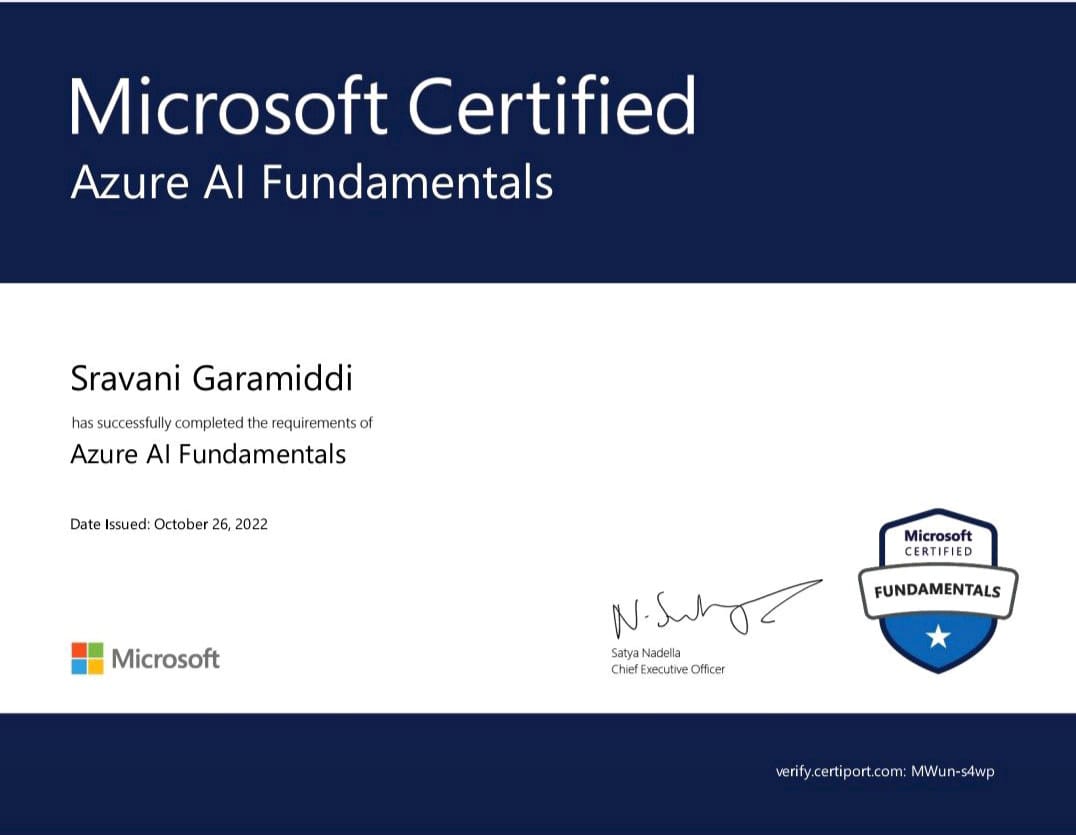 Microsoft Certified
Azure AI Fundamentals
Sravani Garamiddi
has successfully completed the requirements of
Azure AI Fundamentals
Date Issued: October 26, 2022
Microsoft
CERTIFIED
FUNDAMENTALS
N. Satya
Satya Nadella
Chief Executive Officer
Microsoft
verify.certiport.com: MWun-s4wp